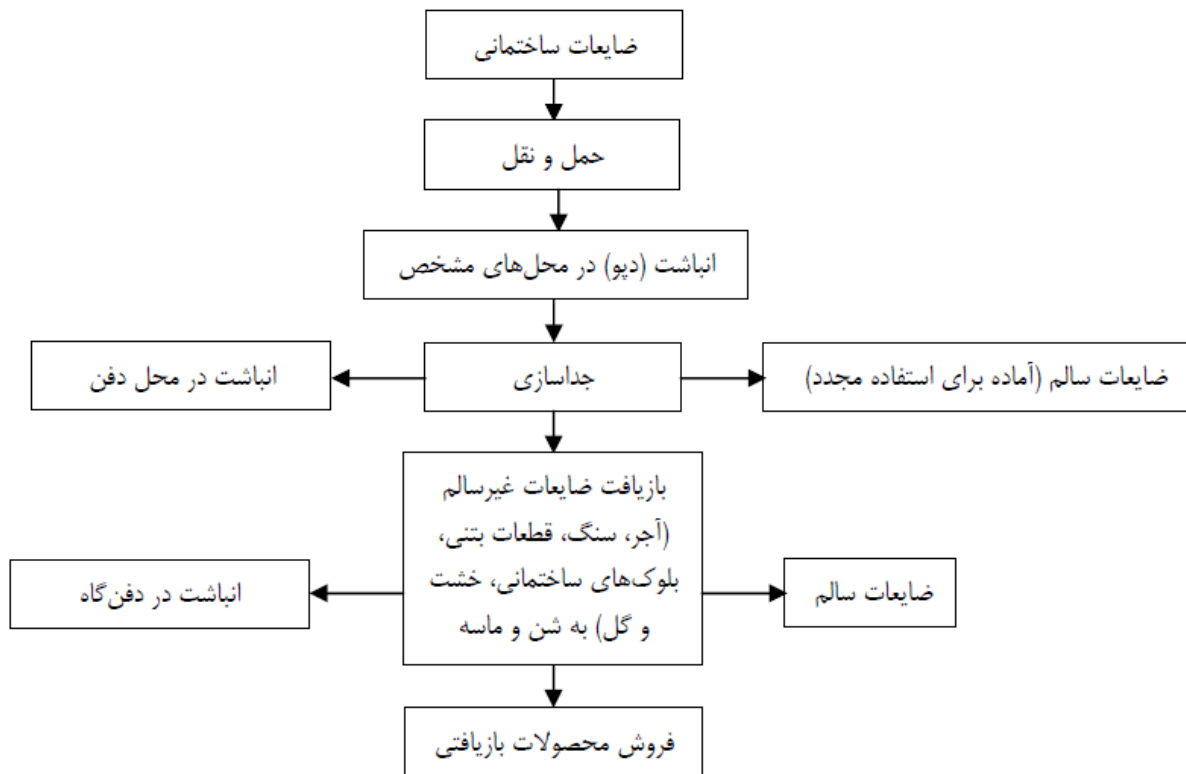 ضایعات ساختمانی
حمل و نقل
انباشت (دپو) در محل‌های مشخص
ضایعات سالم (آماده برای استفاده مجدد)
جداسازی
انباشت در محل دفن
بازیافت ضایعات غیرسالم
(آجر، سنگ، قطعات بتنی،
بلوک‌های ساختمانی، خشت
و گل) به شن و ماسه
ضایعات سالم
انباشت در دفن‌گاه
فروش محصولات بازیافتی